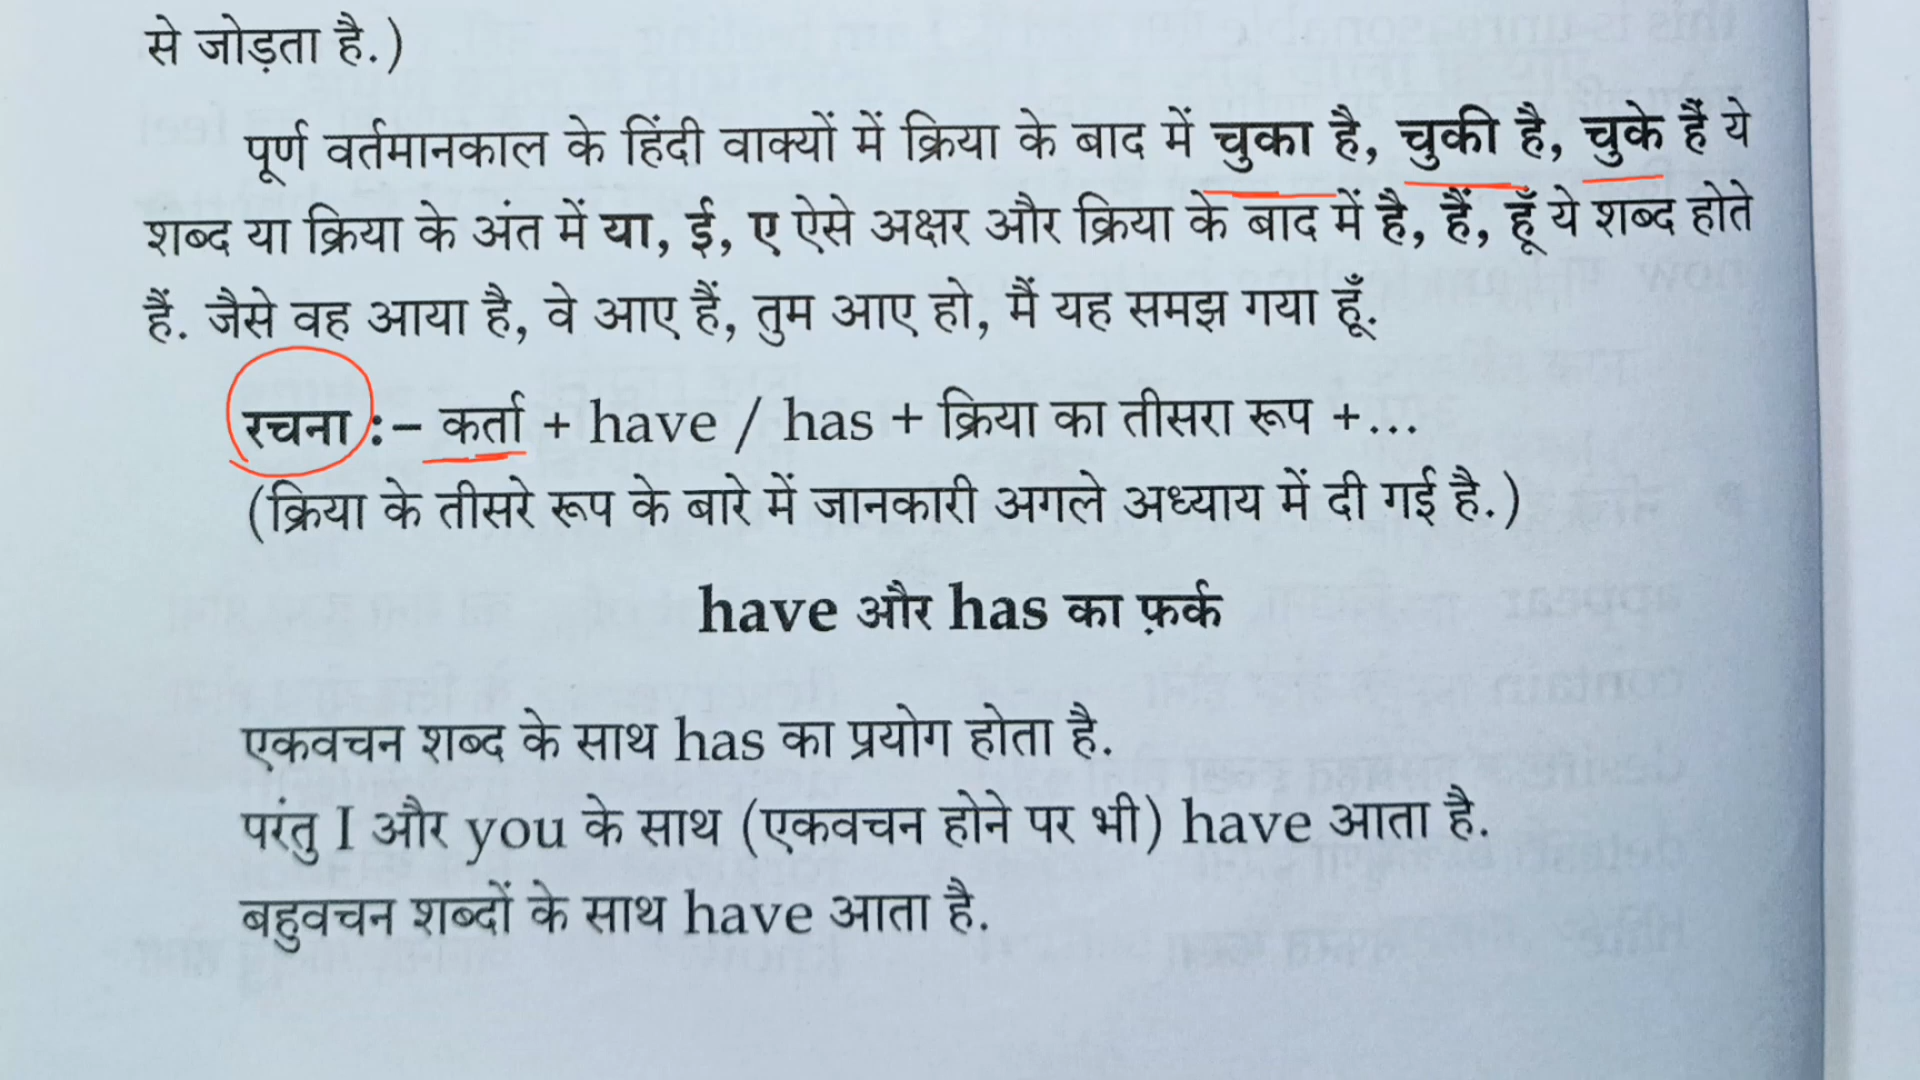 से जोड़ता है.)
पूर्ण वर्तमानकाल के हिंदी वाक्यों में क्रिया के बाद में चुका है, चुकी है, चुके हैं ये
शब्द या क्रिया के अंत में या, ई, ए ऐसे अक्षर और क्रिया के बाद में है, हैं, हूँ ये शब्द होते
हैं. जैसे वह आया है, वे आए हैं, तुम आए हो, मैं यह समझ गया हूँ.
रचना :– कर्ता + have / has + क्रिया का तीसरा रूप +...
(क्रिया के तीसरे रूप के बारे में जानकारी अगले अध्याय में दी गई है.)
have और has का फ़र्क
एकवचन शब्द के साथ has का प्रयोग होता है.
परंतु I और you के साथ (एकवचन होने पर भी) have आता है.
बहुवचन शब्दों के साथ have आता है.